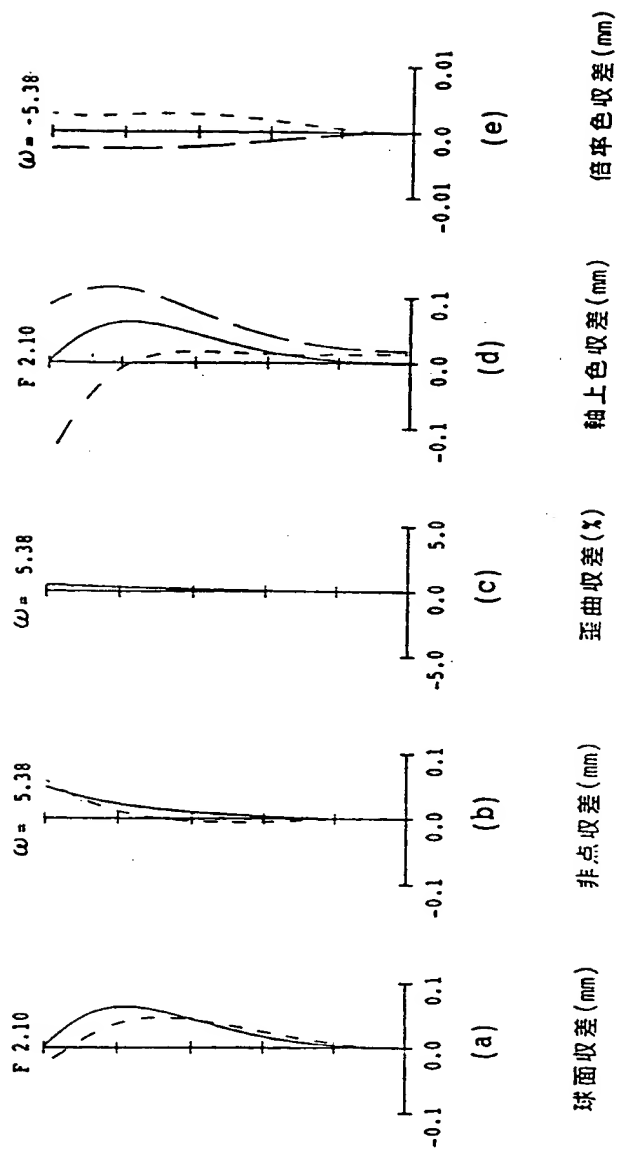 F 2.10
-0.1 0.0 0.1
(a)
球面収差(mm)
ω= 5.38
-0.1 0.0 0.1
(b)
非点収差(mm)
ω= 5.38
-5.0 0.0 5.0
(c)
歪曲収差(%)
F 2.10
-0.1 0.0 0.1
(d)
軸上色収差(mm)
ω= -5.38
-0.01 0.0 0.01
(e)
倍率色収差(mm)